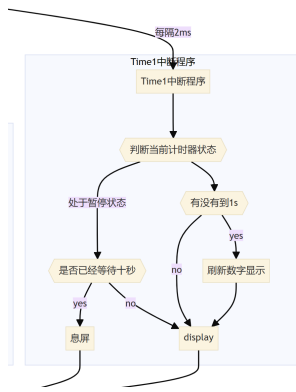 每隔2ms
Time1中断程序
Time1中断程序
判断当前计时器状态
处于暂停状态
有没有到1s
no
yes
是否已经等待十秒
刷新数字显示
yes
no
息屏
display